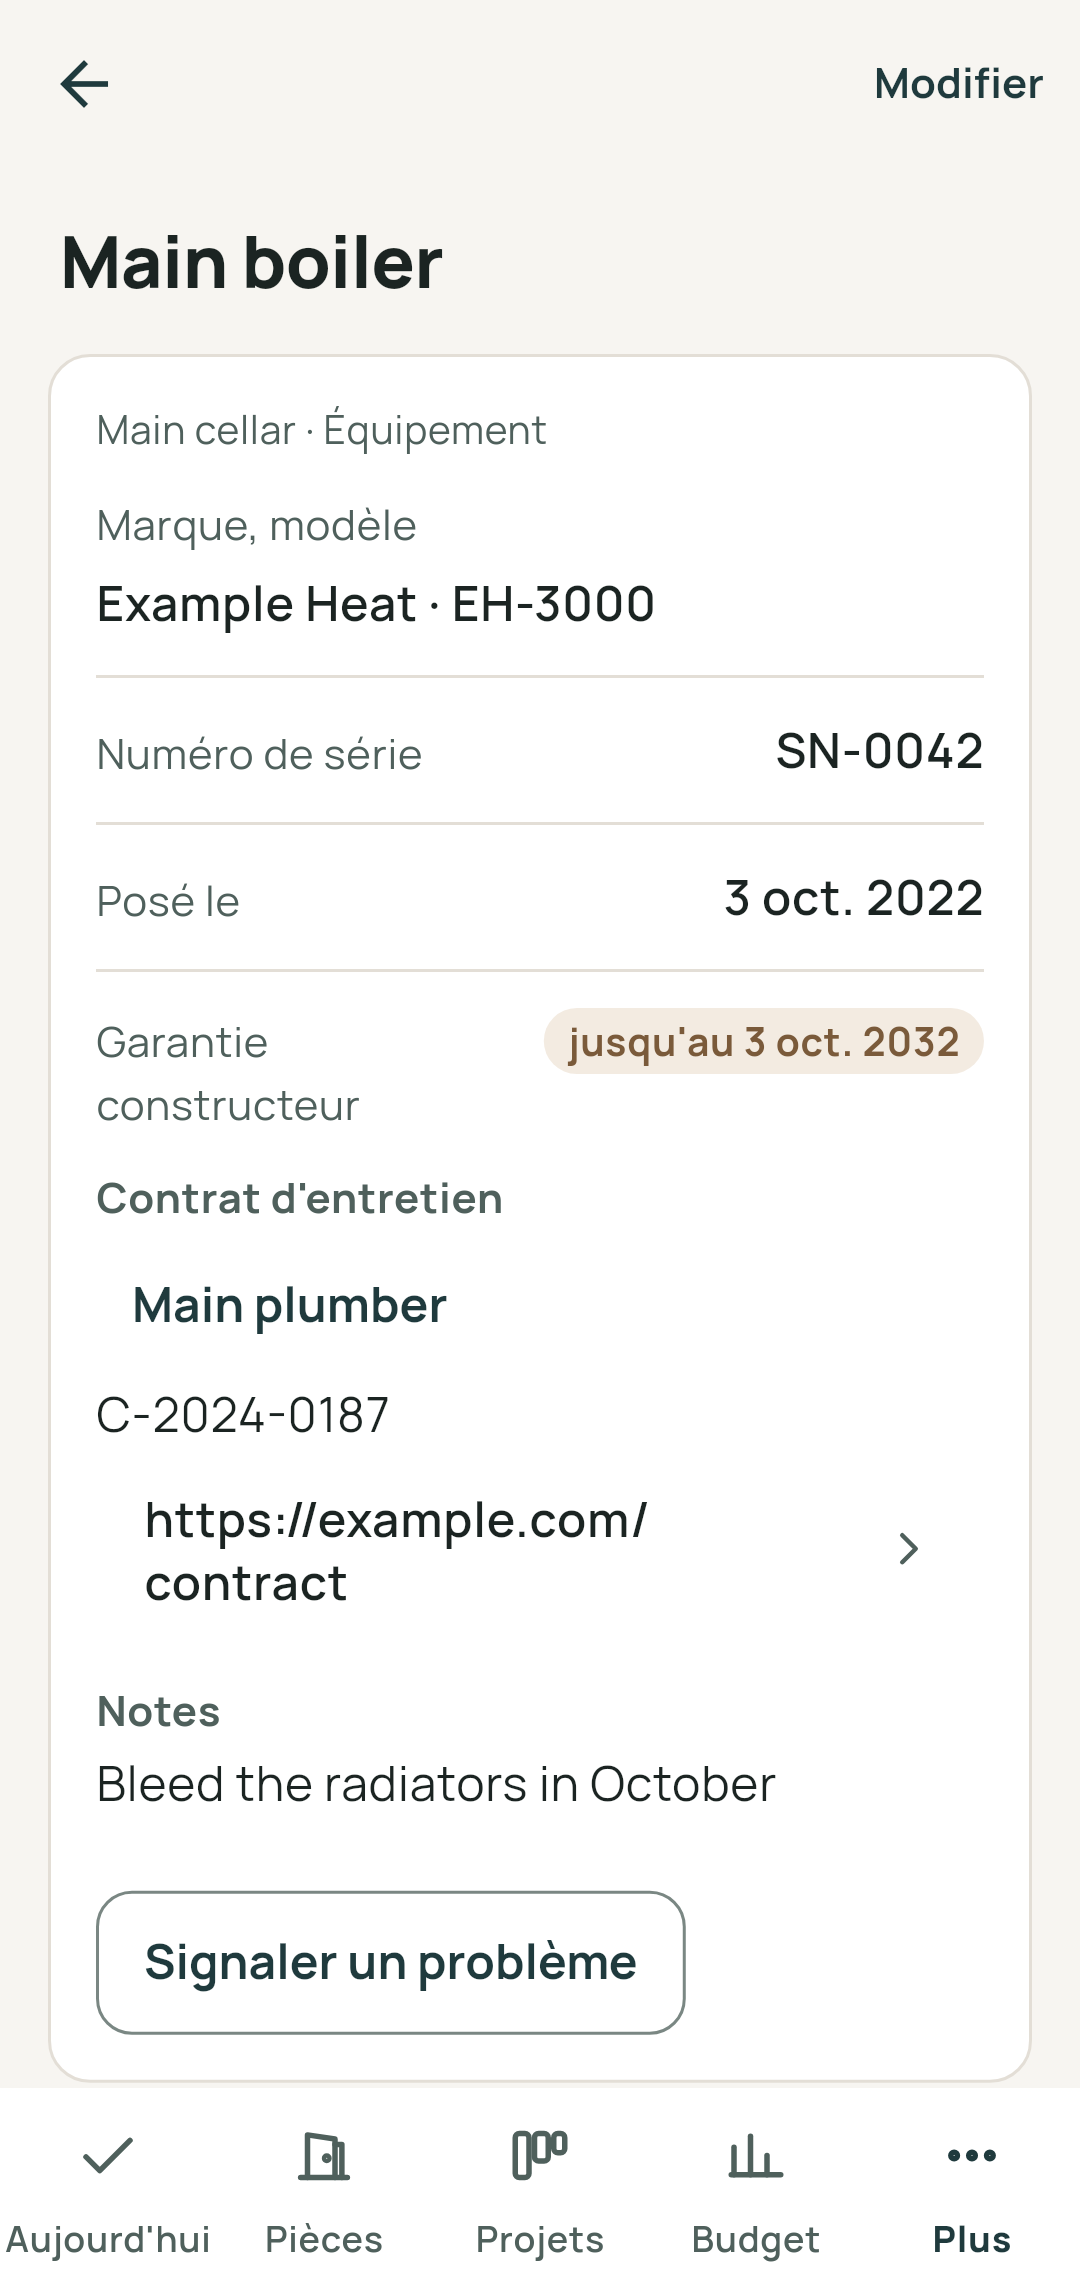 Modifier
Main boiler
Main cellar · Équipement
Marque, modèle
Example Heat · EH-3000
Numéro de série
SN-0042
Posé le
3 oct. 2022
Garantie
constructeur
jusqu'au 3 oct. 2032
Contrat d'entretien
Main plumber
C-2024-0187
https://example.com/
contract
Notes
Bleed the radiators in October
Signaler un problème
Aujourd'hui
Pièces
Projets
Budget
Plus